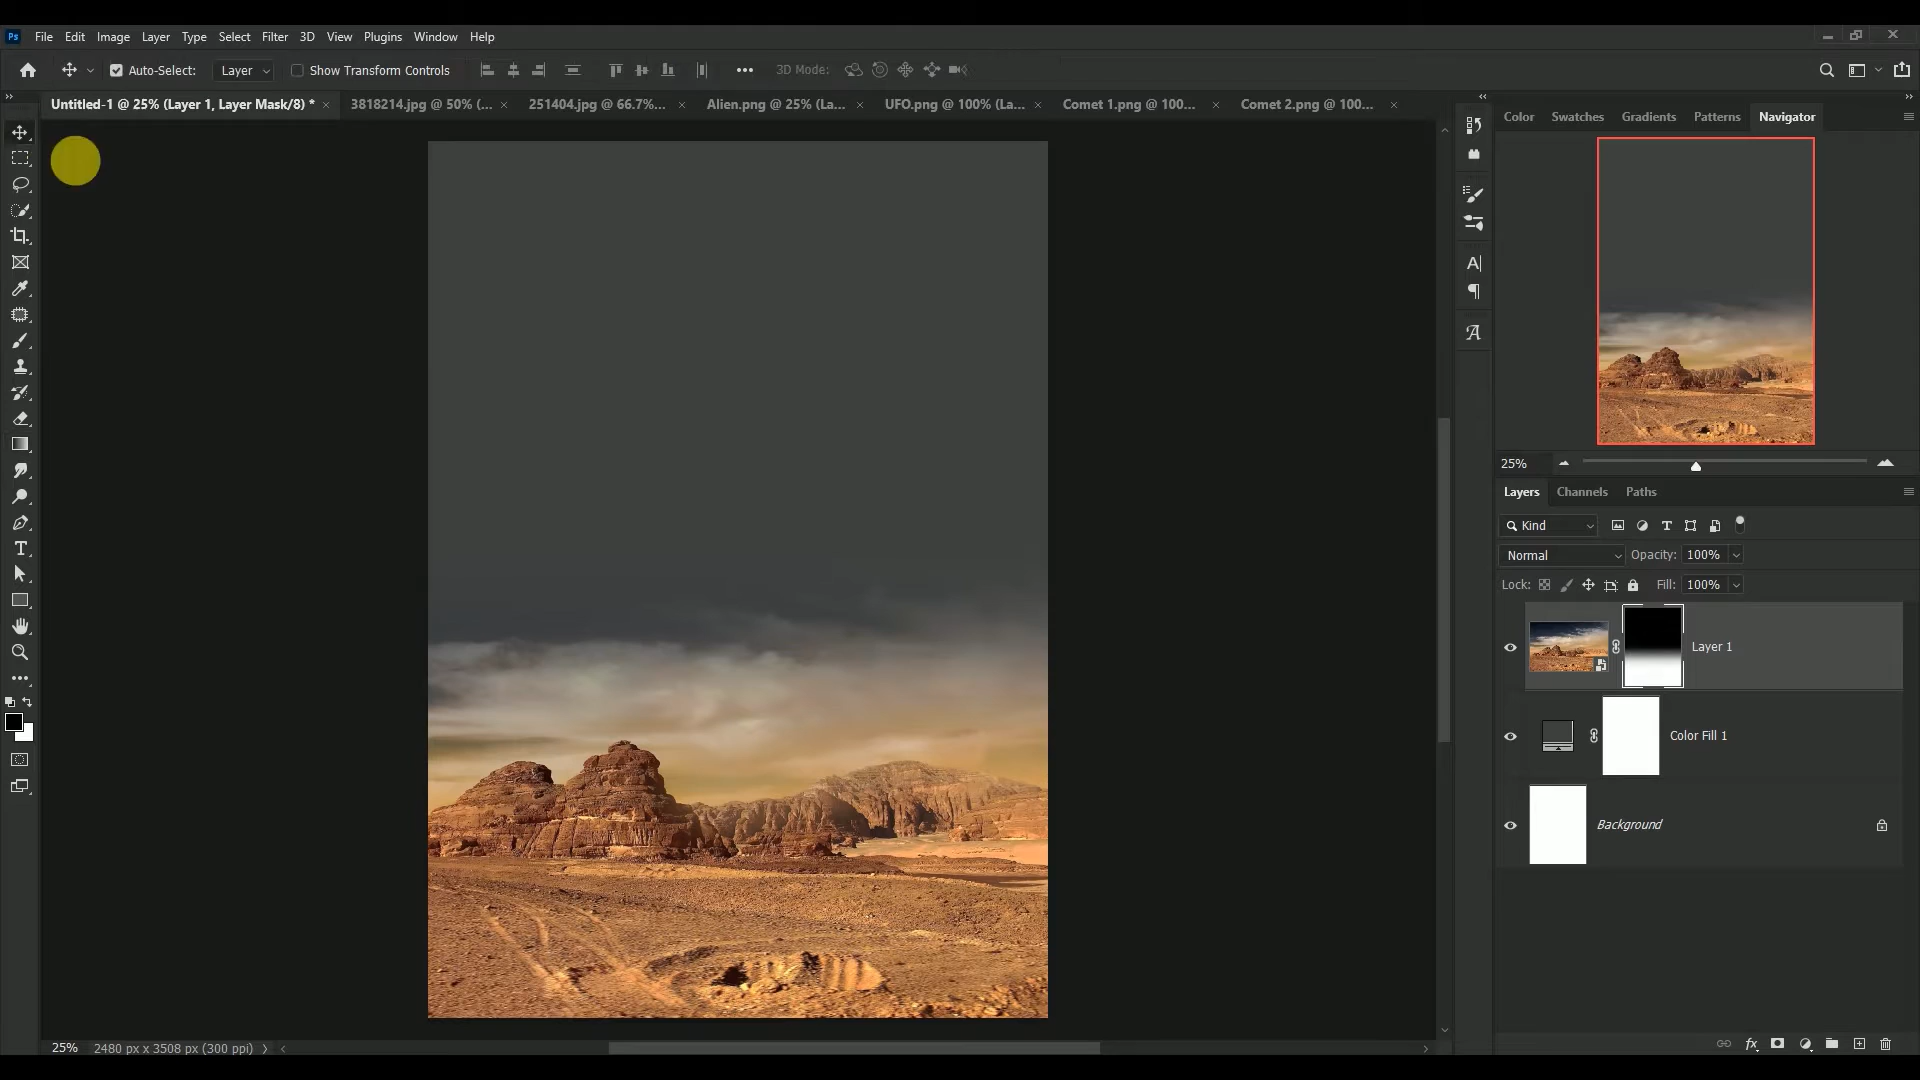 Ps File Edit Image Layer Type Select Filter 3D View Plugins Window Help
Auto-Select: Layer Show Transform Controls 3D Mode:
Untitled-1 @ 25% (Layer 1, Layer Mask/8) * 3818214.jpg @ 50% (... 251404.jpg @ 66.7%... Alien.png @ 25% (La... UFO.png @ 100% (La... Comet 1.png @ 100... Comet 2.png @ 100...
Color Swatches Gradients Patterns Navigator
25%
Layers Channels Paths
Kind
Normal Opacity: 100%
Lock: Fill: 100%
Layer 1
Color Fill 1
Background
25% 2480 px x 3508 px (300 ppi)